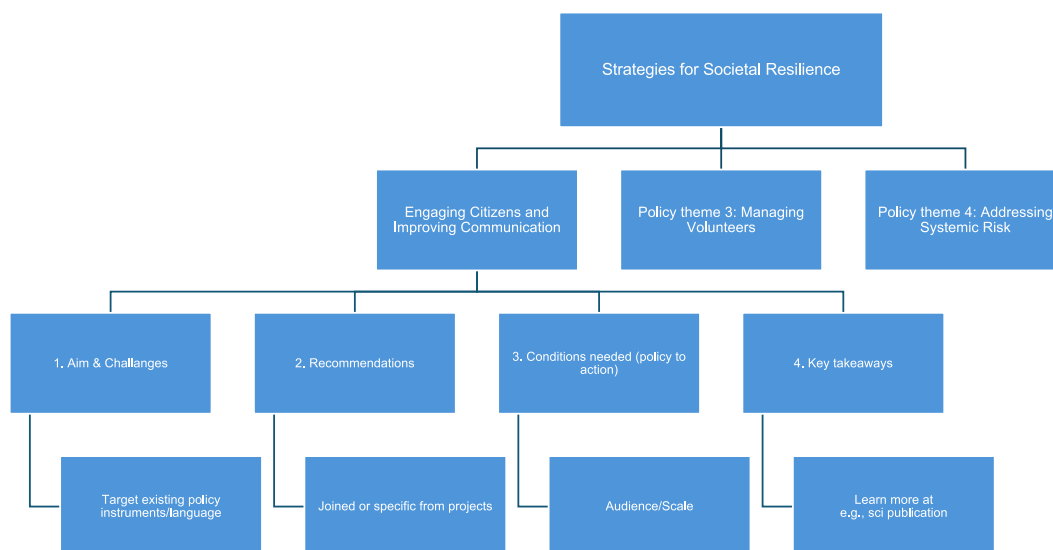 Strategies for Societal Resilience
Engaging Citizens and
Improving Communication
Policy theme 3: Managing
Volunteers
Policy theme 4: Addressing
Systemic Risk
1. Aim & Challanges
2. Recommendations
3. Conditions needed (policy to
action)
4. Key takeaways
Target existing policy
instruments/language
Joined or specific from projects
Audience/Scale
Learn more at
e.g., sci publication